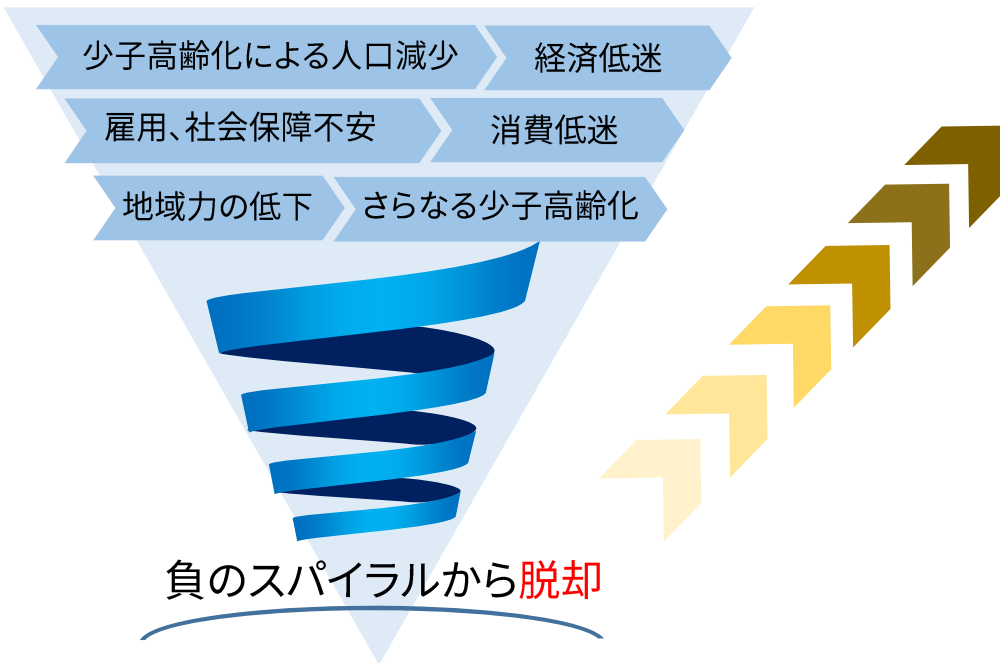 少子高齢化による人口減少 経済低迷
雇用、社会保障不安 消費低迷
地域力の低下 さらなる少子高齢化
負のスパイラルから脱却